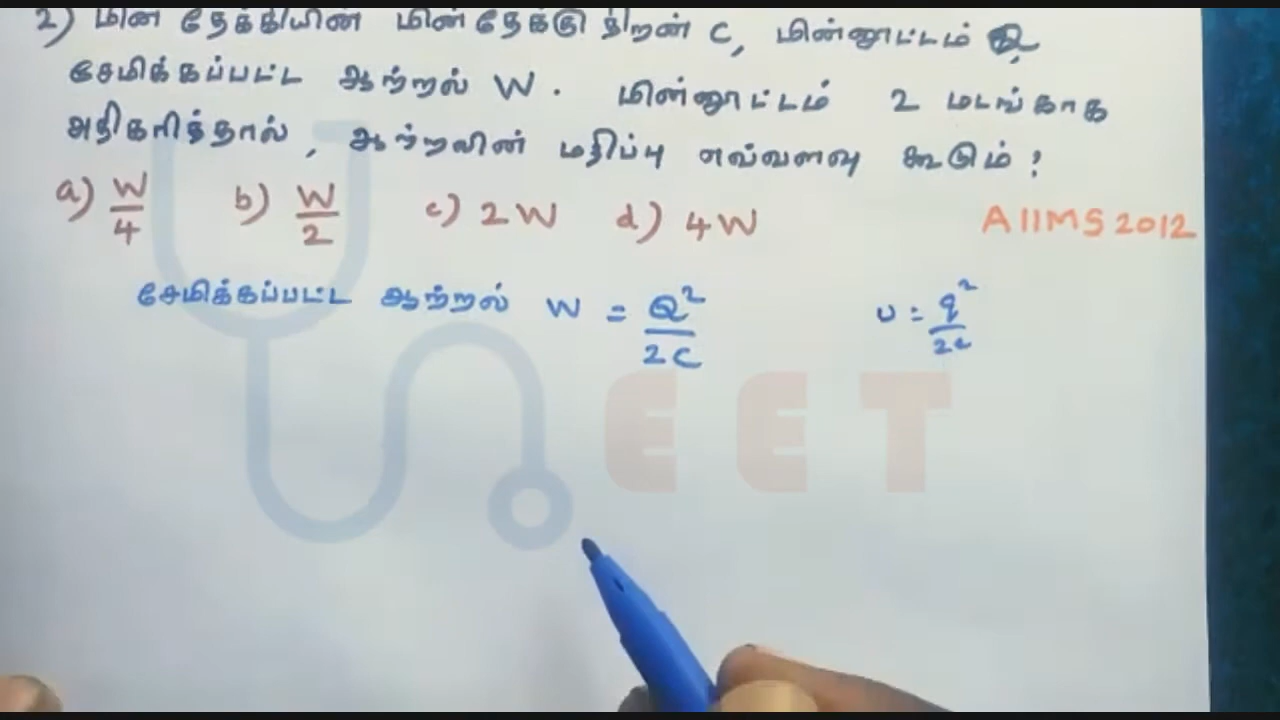 2) மின் தேக்கியின் மின்தேக்கு திறன் C, மின்னூட்டம் Q
சேமிக்கப்பட்ட ஆற்றல் W. மின்னூட்டம் 2 மடங்காக
அதிகரித்தால், ஆற்றலின் மதிப்பு எவ்வளவு கூடும்?
a) W/4 b) W/2 c) 2W d) 4W AIIMS 2012
சேமிக்கப்பட்ட ஆற்றல் W = Q²/2C U = q²/2c
EET